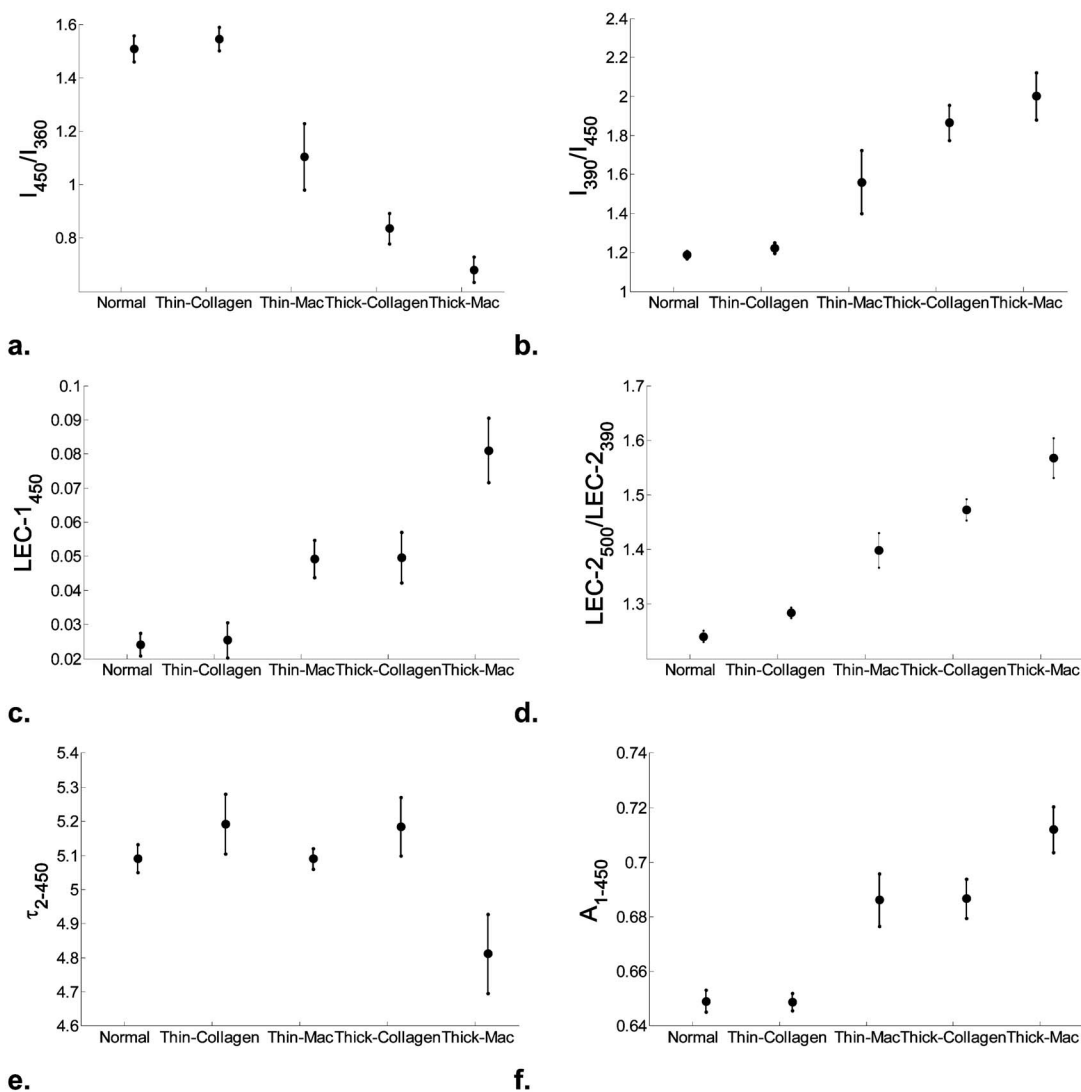 I450/I360
1.6
1.4
1.2
1
0.8
Normal Thin-Collagen Thin-Mac Thick-Collagen Thick-Mac
a.
I390/I450
2.4
2.2
2
1.8
1.6
1.4
1.2
1
Normal Thin-Collagen Thin-Mac Thick-Collagen Thick-Mac
b.
LEC-1450
0.1
0.09
0.08
0.07
0.06
0.05
0.04
0.03
0.02
Normal Thin-Collagen Thin-Mac Thick-Collagen Thick-Mac
c.
LEC-2500/LEC-2390
1.7
1.6
1.5
1.4
1.3
Normal Thin-Collagen Thin-Mac Thick-Collagen Thick-Mac
d.
τ2-450
5.4
5.3
5.2
5.1
5
4.9
4.8
4.7
4.6
Normal Thin-Collagen Thin-Mac Thick-Collagen Thick-Mac
e.
A1-450
0.74
0.72
0.7
0.68
0.66
0.64
Normal Thin-Collagen Thin-Mac Thick-Collagen Thick-Mac
f.